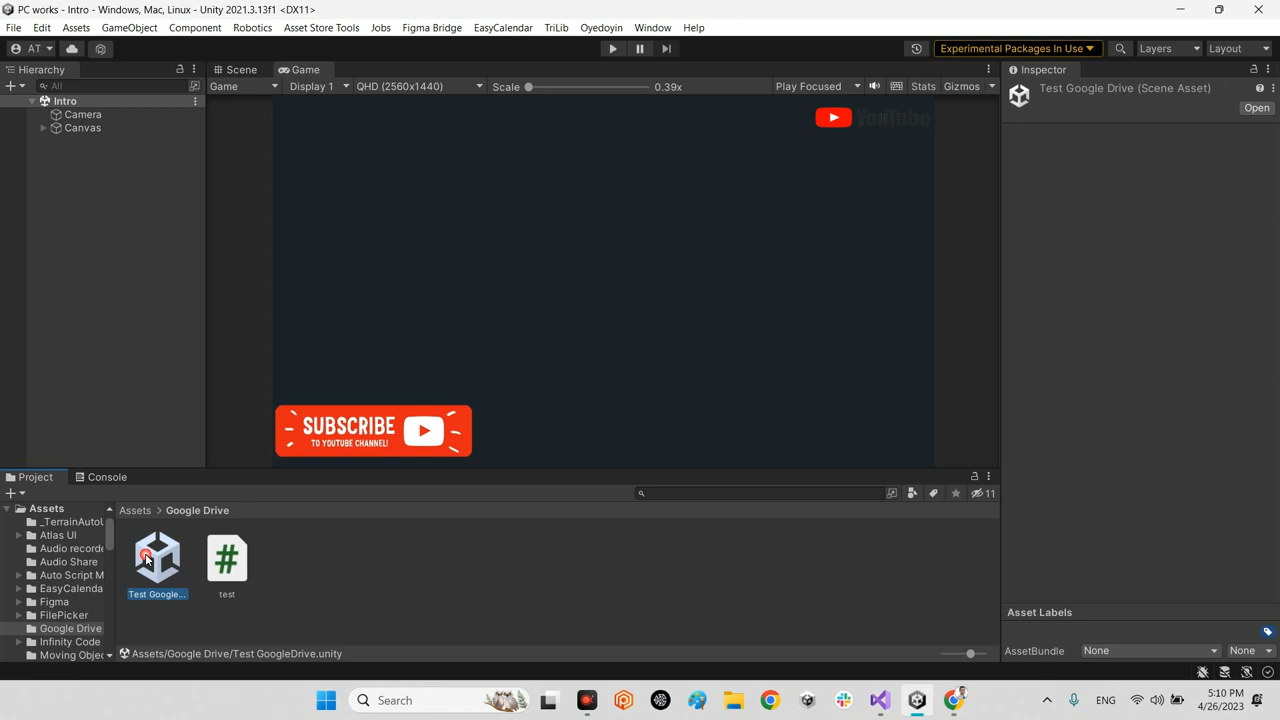 PC works - Intro - Windows, Mac, Linux - Unity 2021.3.13f1 <DX11>
File Edit Assets GameObject Robotics Component Asset Store Tools Jobs Figma Bridge EasyCalendar TriLib Oyedoyin Window Help
AT Experimental Packages In Use Layers Layout
Hierarchy Scene Game Inspector
All Game Display 1 QHD (2560x1440) Scale 0.39x Play Focused Stats Gizmos
Test Google Drive (Scene Asset)
Open
Intro
Camera
Canvas
YouTube
SUBSCRIBE
TO YOUTUBE CHANNEL!
Project Console
11
Assets
Assets > Google Drive
_TerrainAutoU
Atlas UI
Audio recorde
Audio Share
Auto Script M
EasyCalenda
Figma
FilePicker
Google Drive
Infinity Code
Moving Objec
#
Test Google...
test
Assets/Google Drive/Test GoogleDrive.unity
Asset Labels
AssetBundle None None
Search
ENG
5:10 PM
4/26/2023